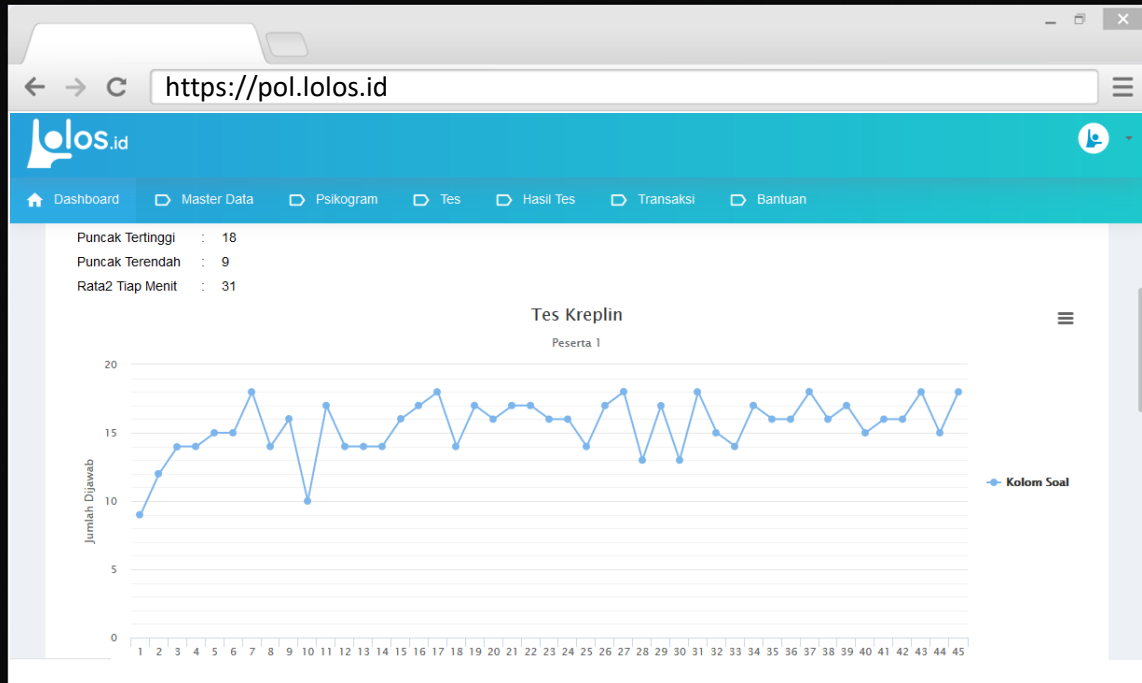 https://pol.lolos.id
Lolos.id
Dashboard Master Data Psikogram Tes Hasil Tes Transaksi Bantuan
Puncak Tertinggi : 18
Puncak Terendah : 9
Rata2 Tiap Menit : 31
Tes Kreplin
Peserta 1
20
15
10
5
0
Jumlah Dijawab
Kolom Soal
1 2 3 4 5 6 7 8 9 10 11 12 13 14 15 16 17 18 19 20 21 22 23 24 25 26 27 28 29 30 31 32 33 34 35 36 37 38 39 40 41 42 43 44 45